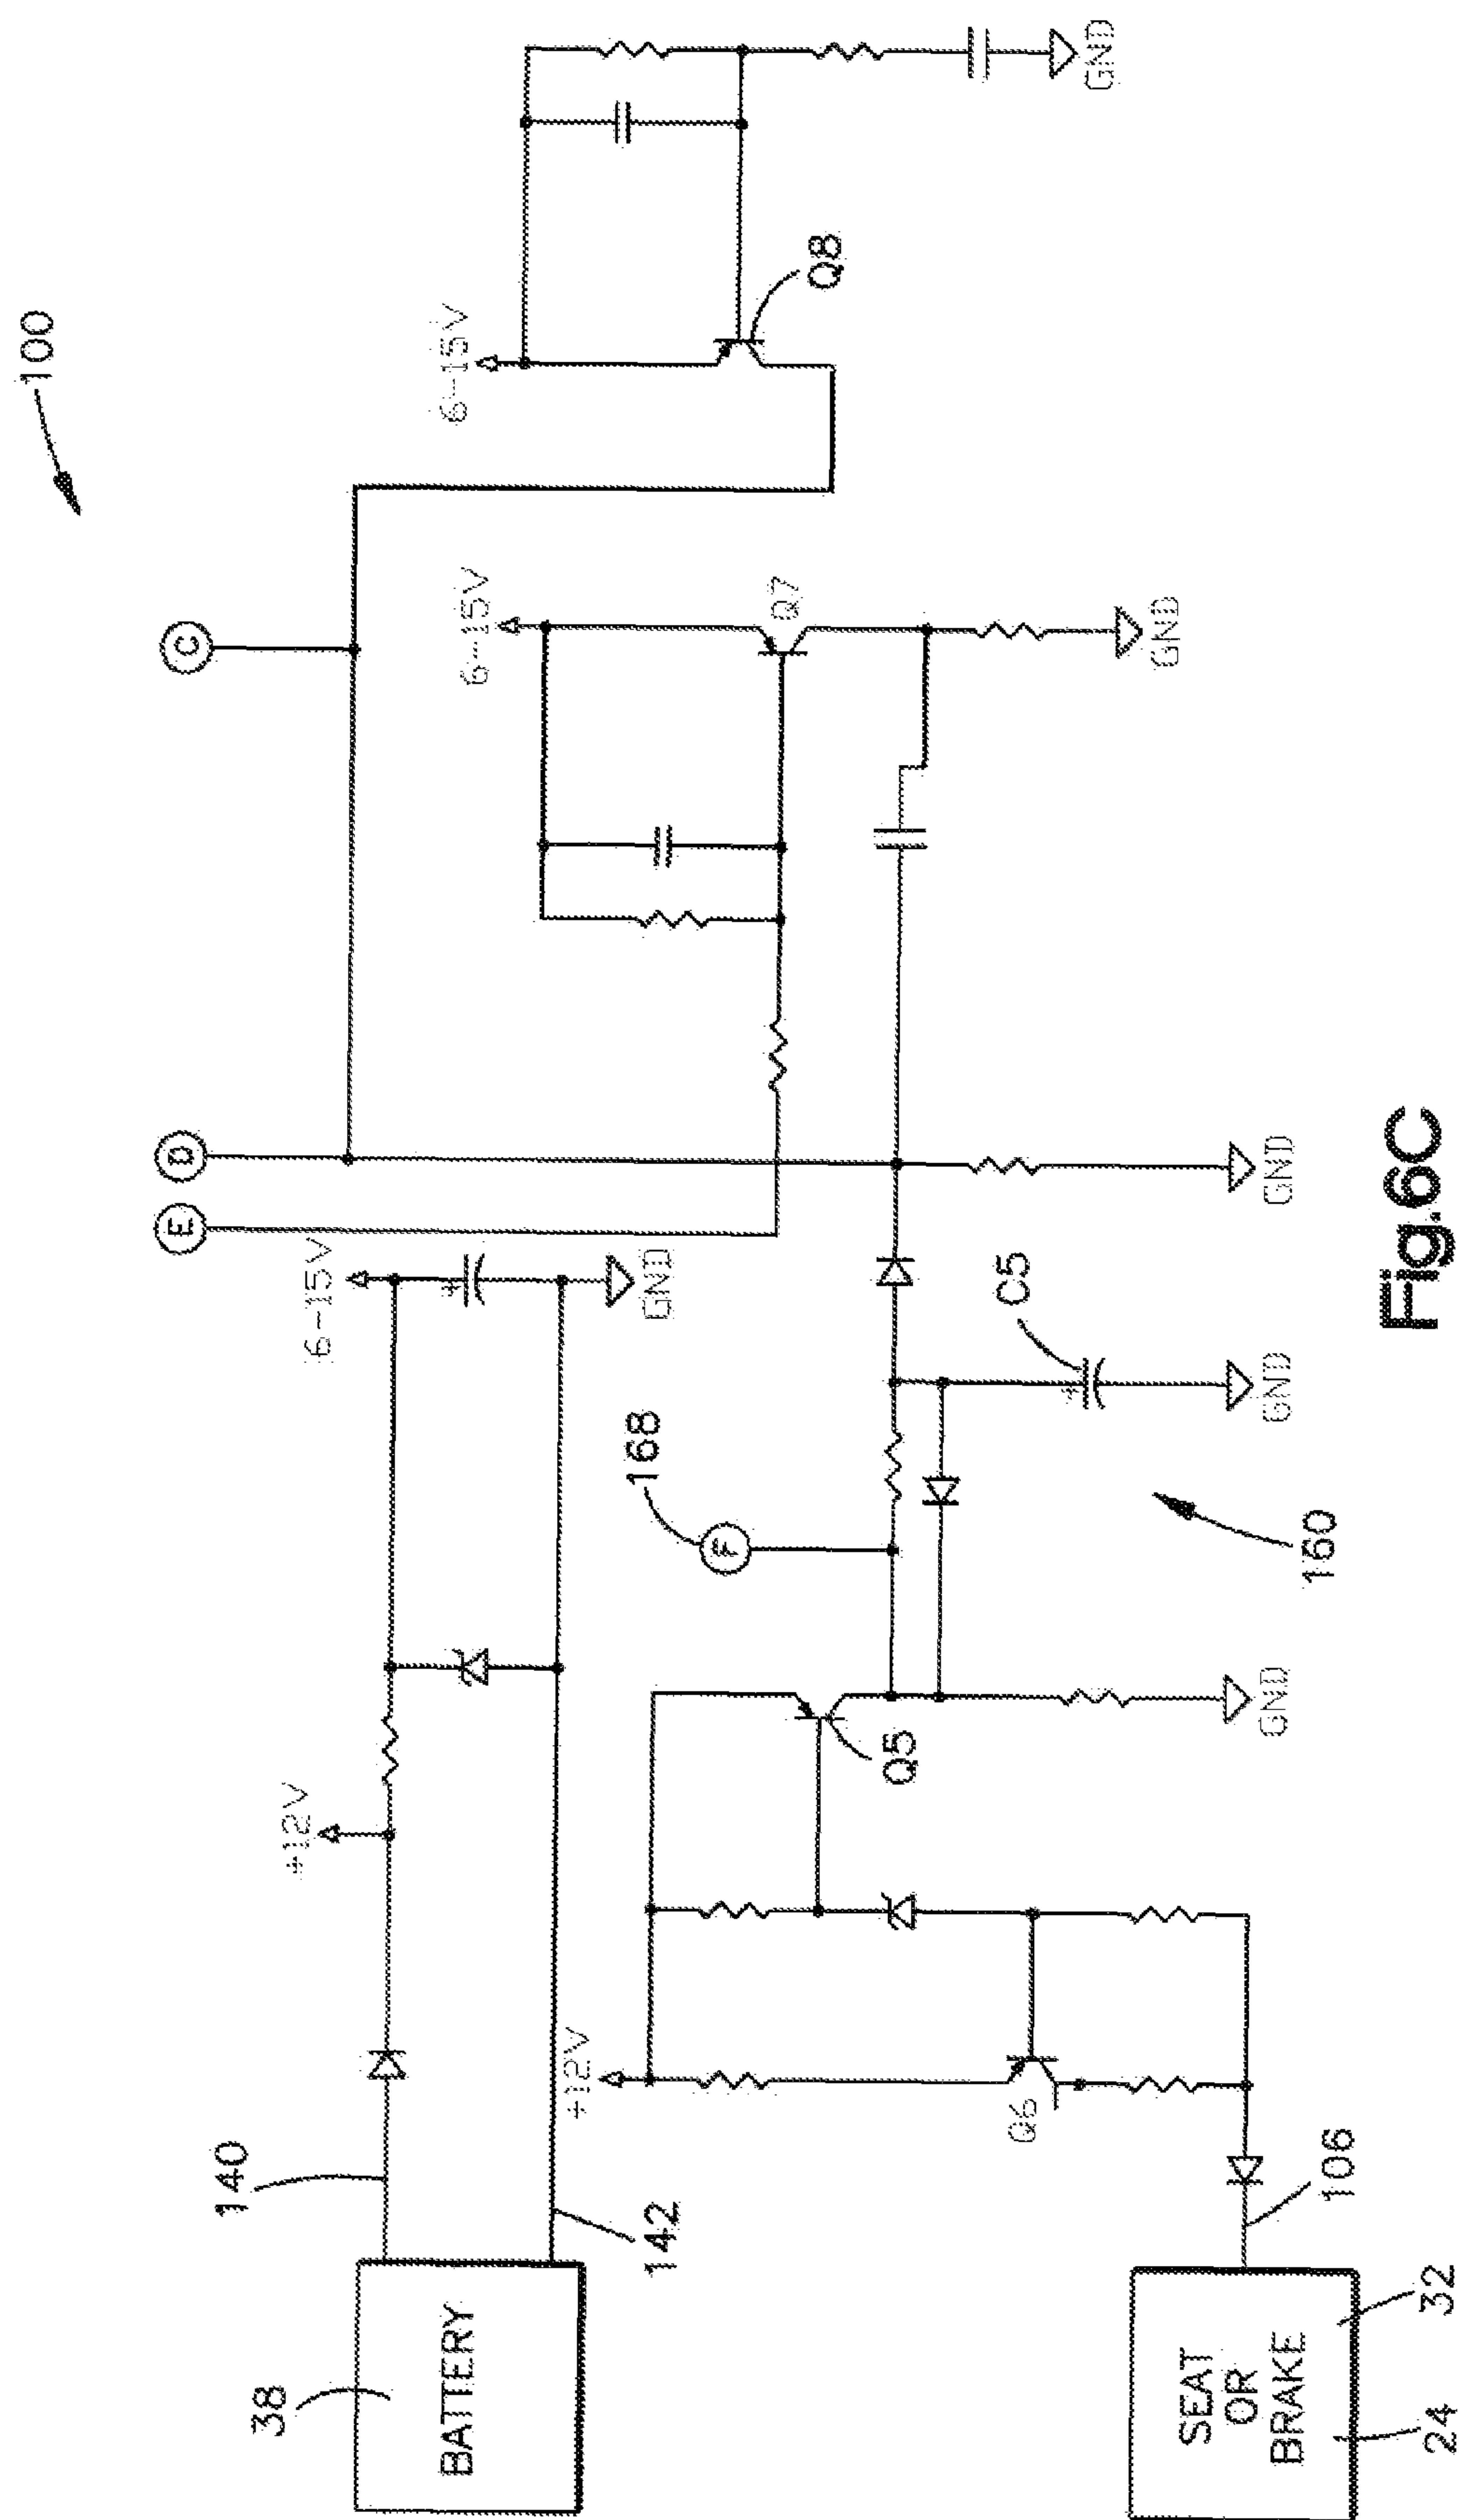 100
38
BATTERY
140
142
+12V
6-15V
GND
E
D
C
6-15V
Q8
GND
6-15V
Q7
GND
+12V
Q6
Q5
GND
168
F
C5
GND
GND
160
SEAT
OR
BRAKE
24
32
106
Fig.6C